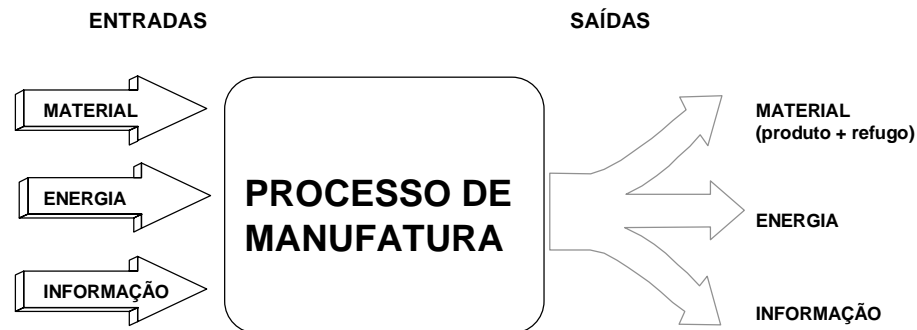 ENTRADAS
SAÍDAS
MATERIAL
ENERGIA
INFORMAÇÃO
PROCESSO DE
MANUFATURA
MATERIAL
(produto + refugo)
ENERGIA
INFORMAÇÃO